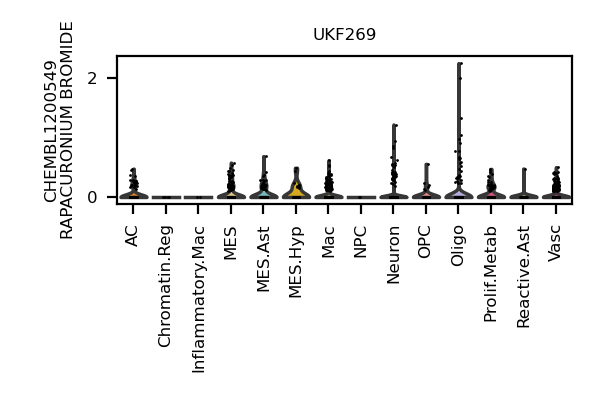 UKF269
CHEMBL1200549
RAPACURONIUM BROMIDE
2
0
AC
Chromatin.Reg
Inflammatory.Mac
MES
MES.Ast
MES.Hyp
Mac
NPC
Neuron
OPC
Oligo
Prolif.Metab
Reactive.Ast
Vasc